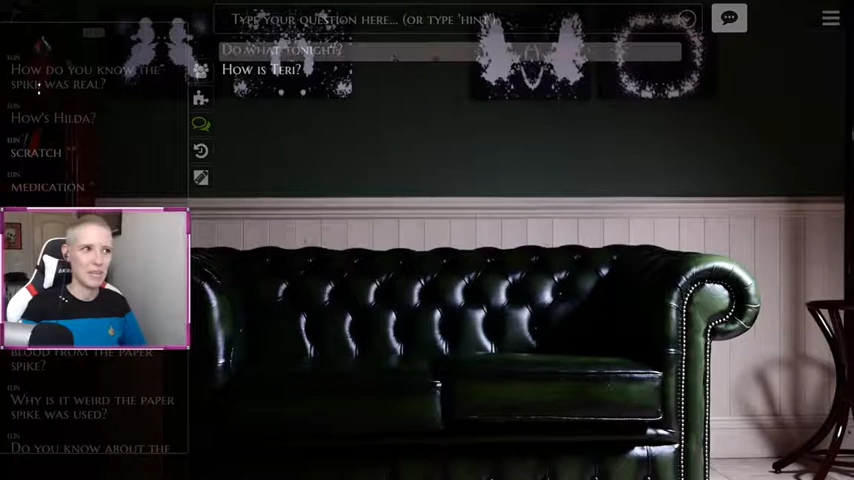 Type your question here... (or type 'hint')
Do what tonight?
How is Teri?
How do you know the
spike was real?
How's Hilda?
scratch
medication
blood from the paper
spike?
Why is it weird the paper
spike was used?
Do you know about the